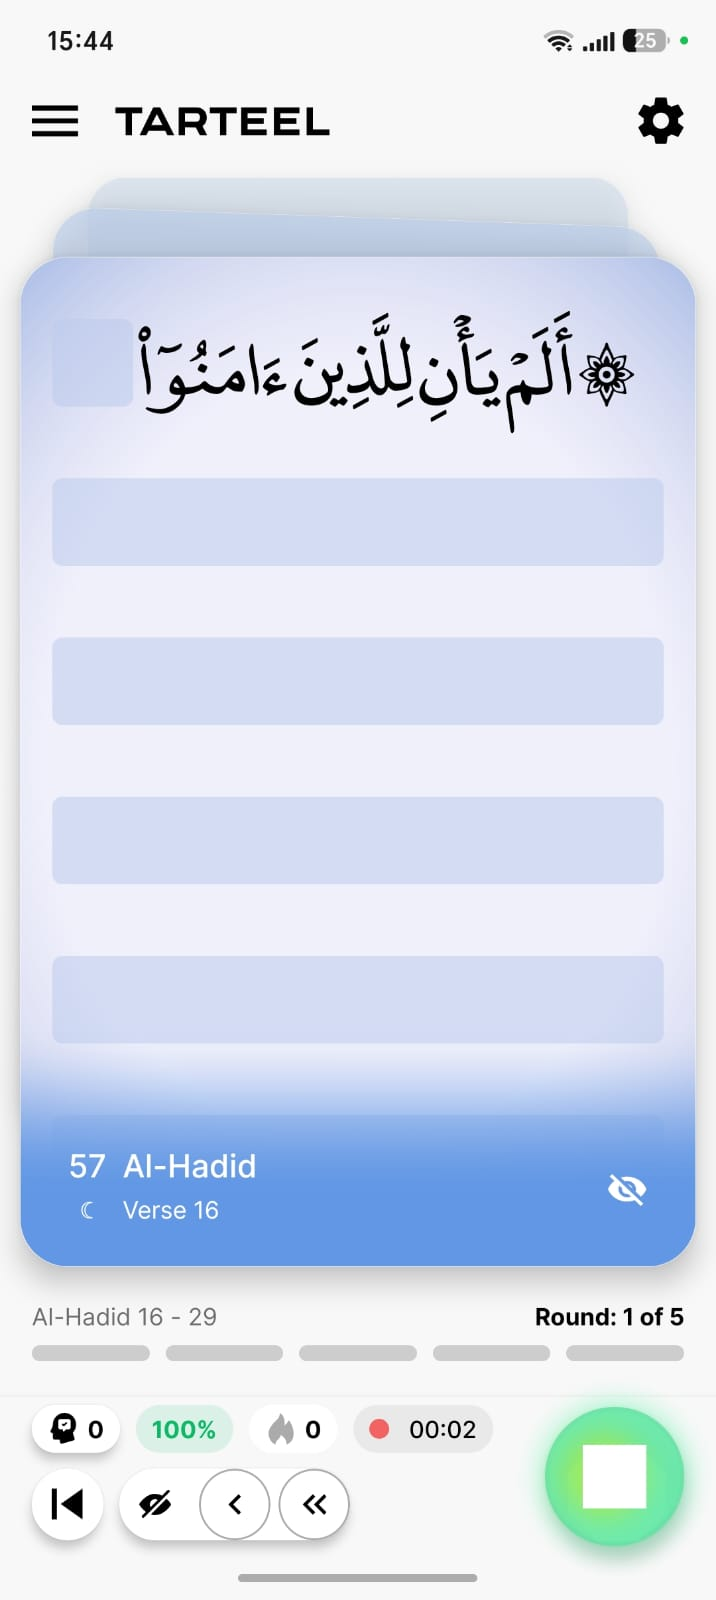 15:44
25
TARTEEL
۞ أَلَمْ يَأْنِ لِلَّذِينَ ءَامَنُوٓا۟
57 Al-Hadid
Verse 16
Al-Hadid 16 - 29
Round: 1 of 5
0
100%
0
00:02